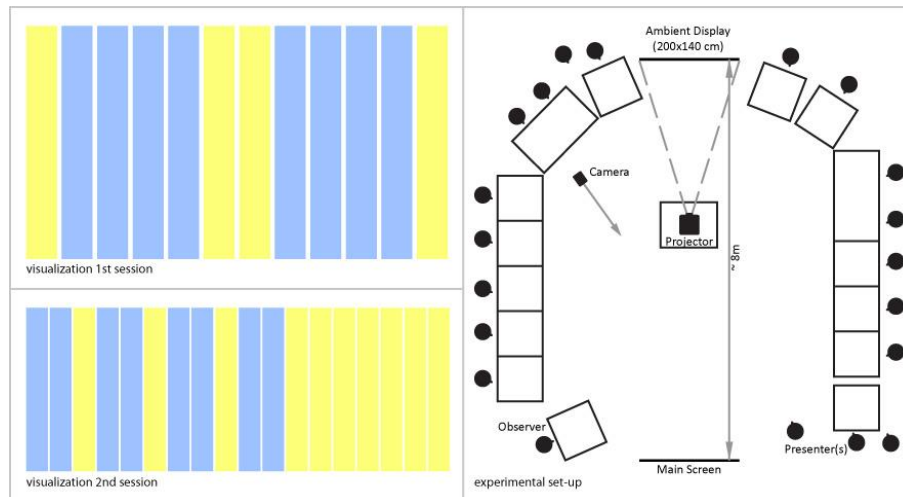 visualization 1st session
visualization 2nd session
Ambient Display
(200x140 cm)
Camera
Projector
~ 8m
Observer
Presenter(s)
Main Screen
experimental set-up